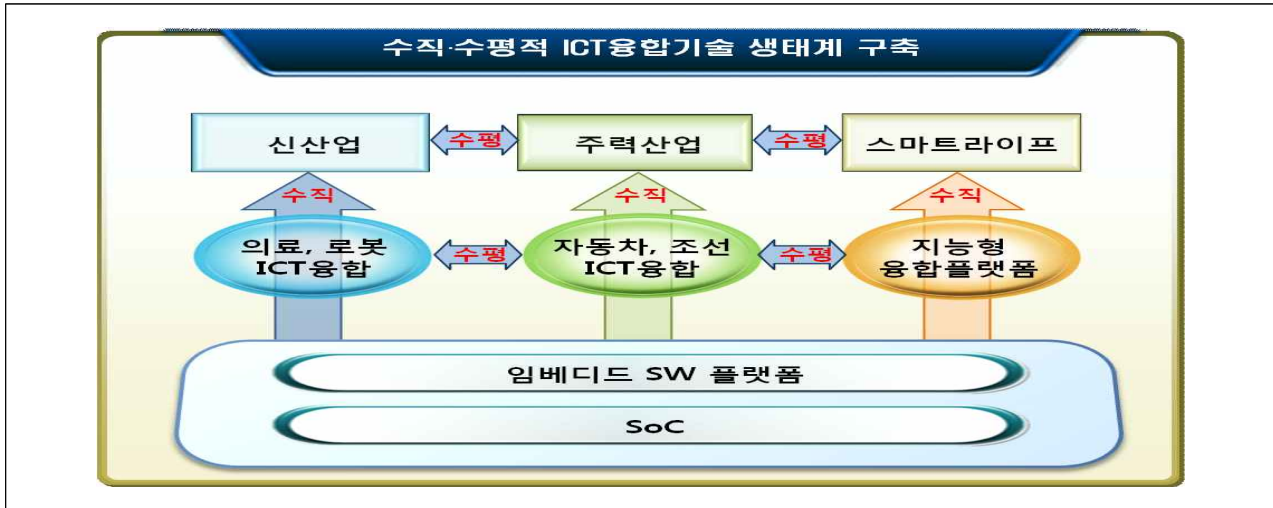 수직·수평적 ICT융합기술 생태계 구축
신산업 수평 주력산업 수평 스마트라이프
수직 수직 수직
의료, 로봇
ICT융합
수평
자동차, 조선
ICT융합
수평
지능형
융합플랫폼
임베디드 SW 플랫폼
SoC